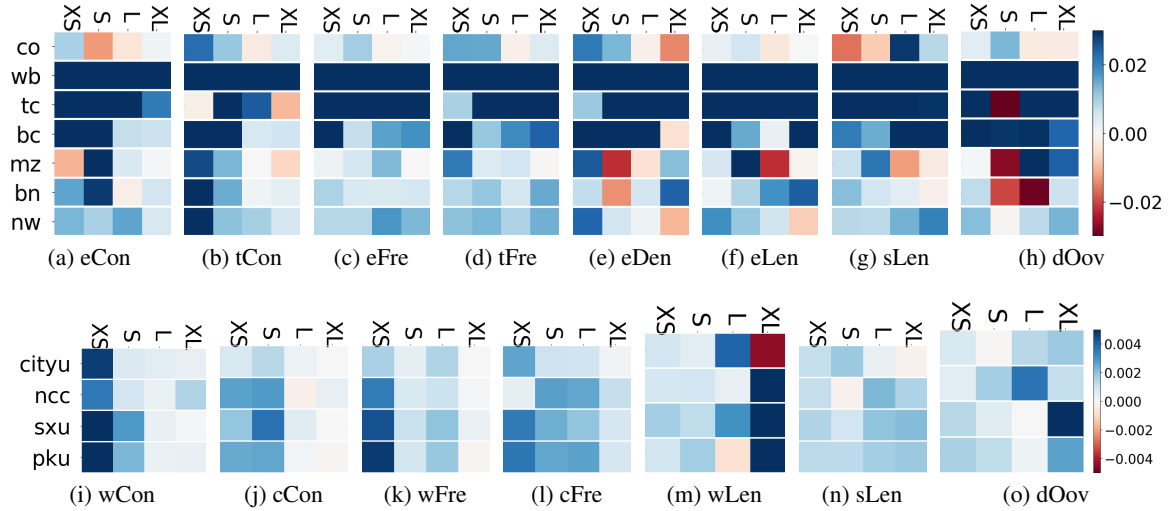 XS S L XL XS S L XL XS S L XL XS S L XL XS S L XL XS S L XL XS S L XL XS S L XL
co
wb
tc
bc
mz
bn
nw
0.02
0.00
−0.02
(a) eCon (b) tCon (c) eFre (d) tFre (e) eDen (f) eLen (g) sLen (h) dOov
XS S L XL XS S L XL XS S L XL XS S L XL XS S L XL XS S L XL XS S L XL
cityu
ncc
sxu
pku
0.004
0.002
0.000
−0.002
−0.004
(i) wCon (j) cCon (k) wFre (l) cFre (m) wLen (n) sLen (o) dOov